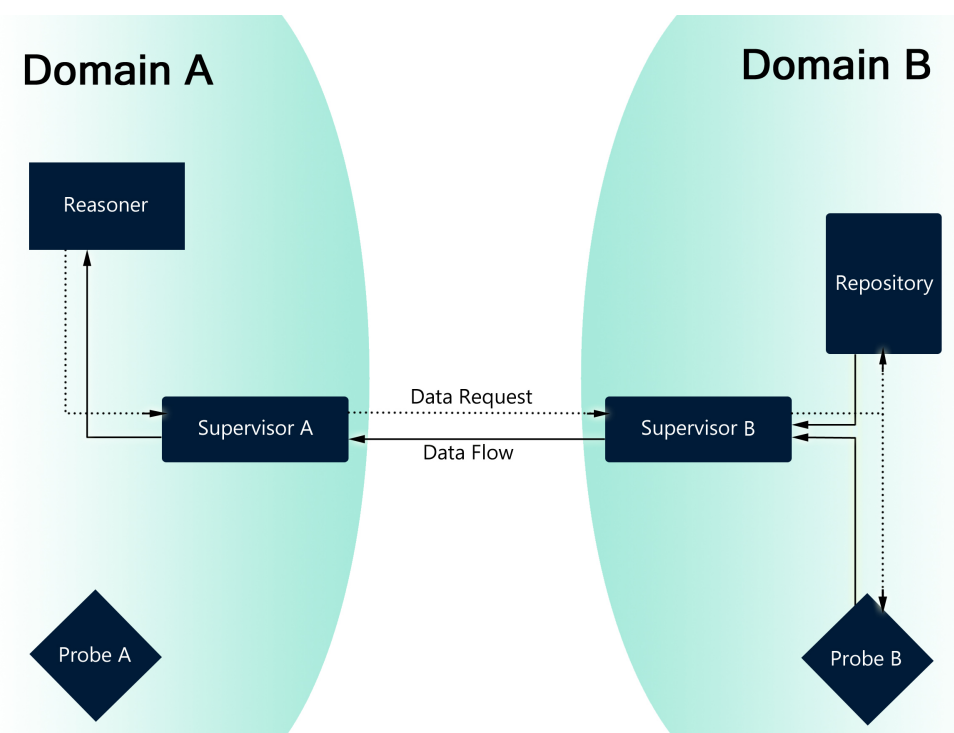 Domain A
Domain B
Reasoner
Repository
Data Request
Supervisor A
Supervisor B
Data Flow
Probe A
Probe B